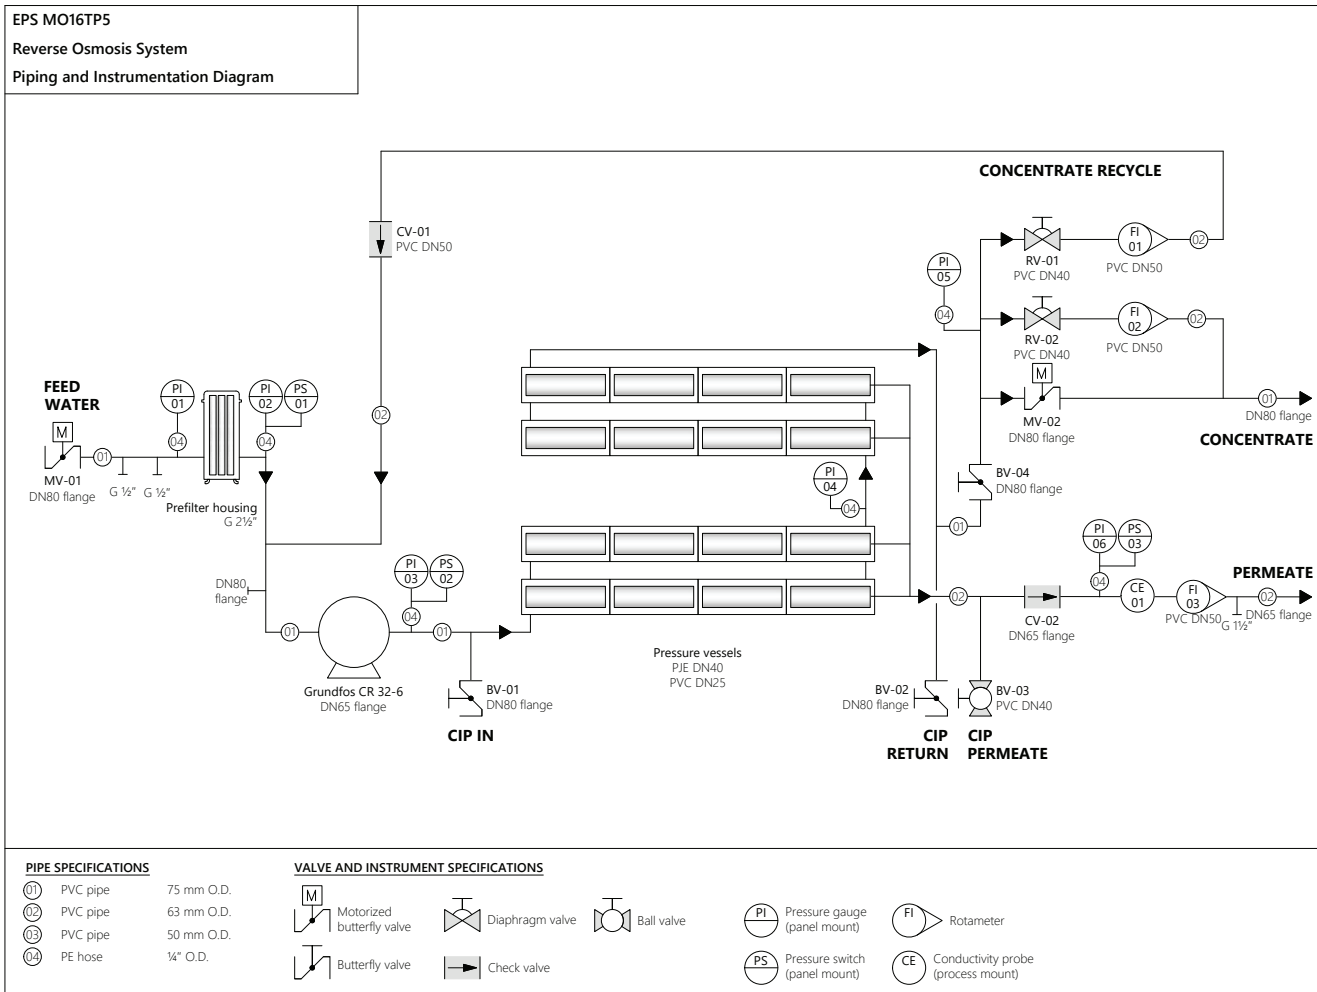 EPS MO16TP5
Reverse Osmosis System
Piping and Instrumentation Diagram
CONCENTRATE RECYCLE
CV-01
PVC DN50
FI
01
02
RV-01
PVC DN40
PVC DN50
PI
05
04
FI
02
02
RV-02
PVC DN40
PVC DN50
M
MV-02
DN80 flange
01
DN80 flange
CONCENTRATE
FEED
WATER
M
MV-01
DN80 flange
01
G ½"
G ½"
PI
01
04
Prefilter housing
G 2½"
PI
02
PS
01
04
02
DN80
flange
01
Grundfos CR 32-6
DN65 flange
PI
03
PS
02
04
01
BV-01
DN80 flange
CIP IN
PI
04
04
Pressure vessels
PJE DN40
PVC DN25
BV-04
DN80 flange
01
02
BV-02
DN80 flange
CIP
RETURN
BV-03
PVC DN40
CIP
PERMEATE
CV-02
DN65 flange
PI
06
PS
03
04
CE
01
FI
03
PVC DN50
G 1½"
02
DN65 flange
PERMEATE
PIPE SPECIFICATIONS
01 PVC pipe 75 mm O.D.
02 PVC pipe 63 mm O.D.
03 PVC pipe 50 mm O.D.
04 PE hose ¼" O.D.
VALVE AND INSTRUMENT SPECIFICATIONS
M
Motorized
butterfly valve
Butterfly valve
Diaphragm valve
Check valve
Ball valve
PI
Pressure gauge
(panel mount)
PS
Pressure switch
(panel mount)
FI
Rotameter
CE
Conductivity probe
(process mount)